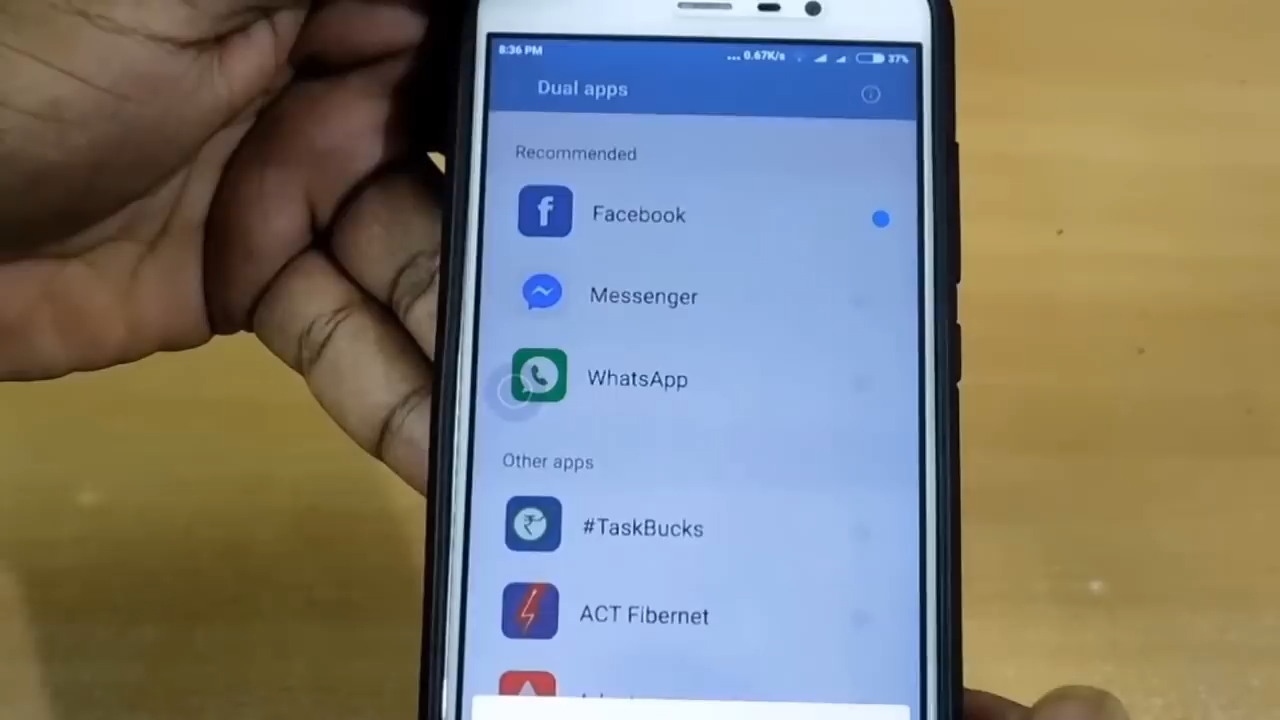 8:36 PM
... 0.67K/s
37%
Dual apps
Recommended
Facebook
Messenger
WhatsApp
Other apps
#TaskBucks
ACT Fibernet